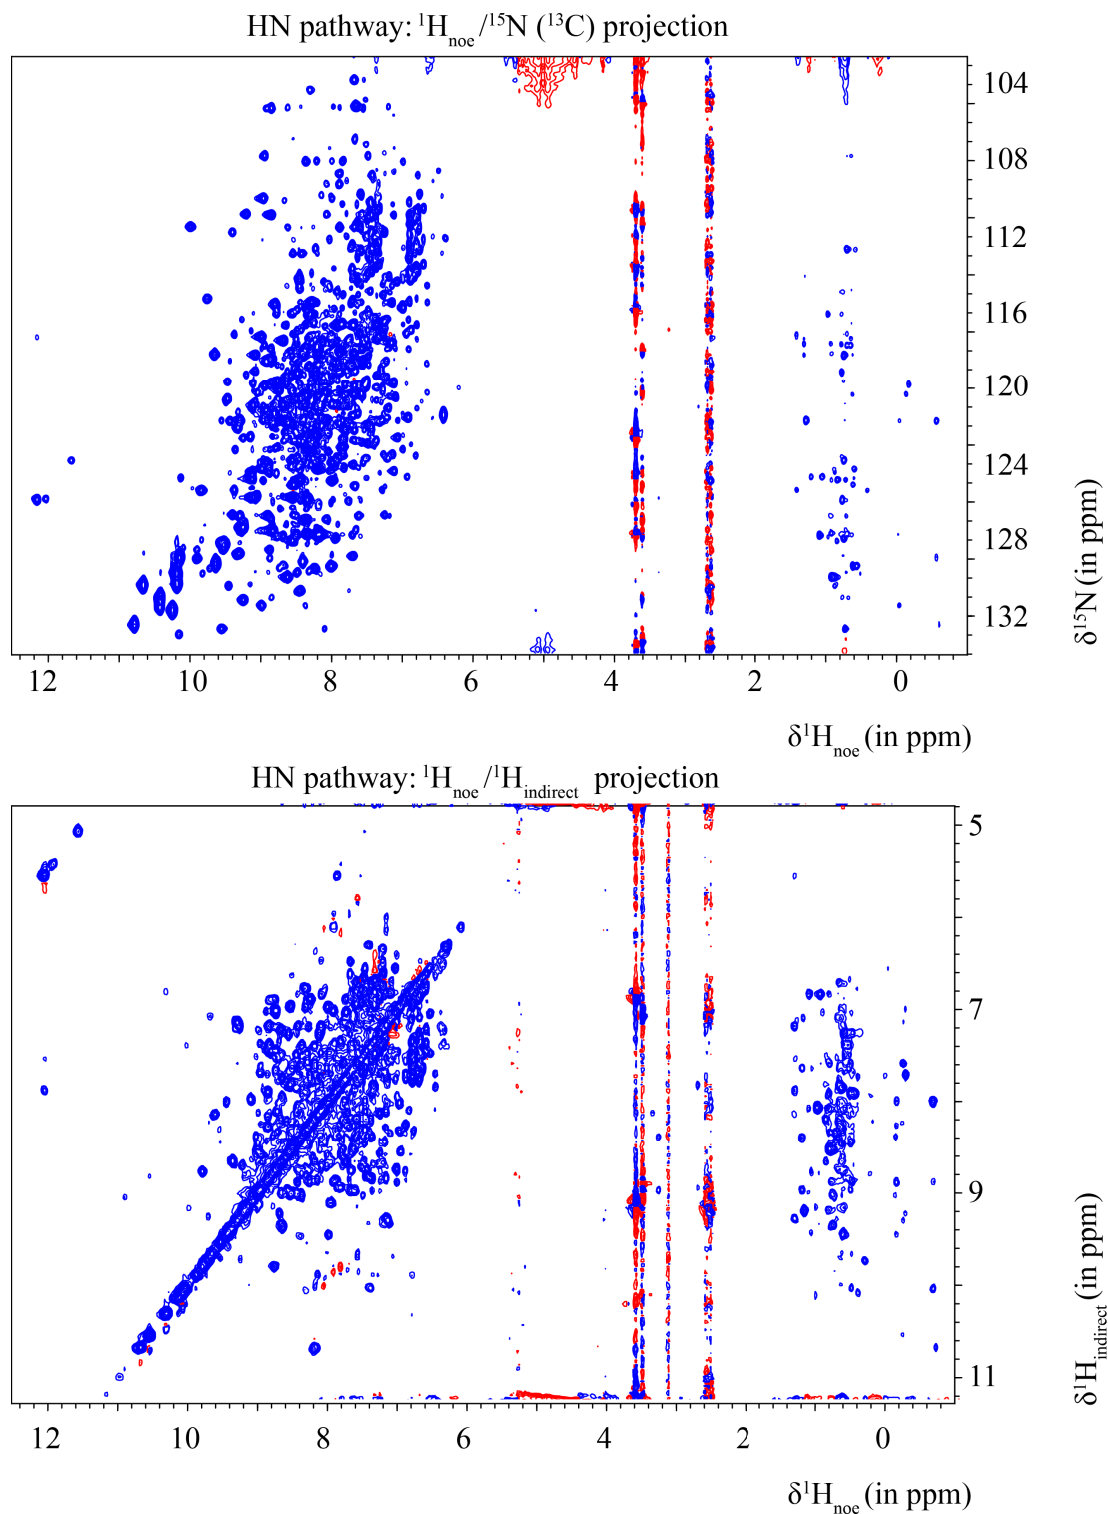 HN pathway: ¹Hnoe/¹⁵N (¹³C) projection
104
108
112
116
120
124
128
132
δ¹⁵N (in ppm)
12 10 8 6 4 2 0
δ¹Hnoe (in ppm)
HN pathway: ¹Hnoe/¹Hindirect projection
5
7
9
11
δ¹Hindirect (in ppm)
12 10 8 6 4 2 0
δ¹Hnoe (in ppm)